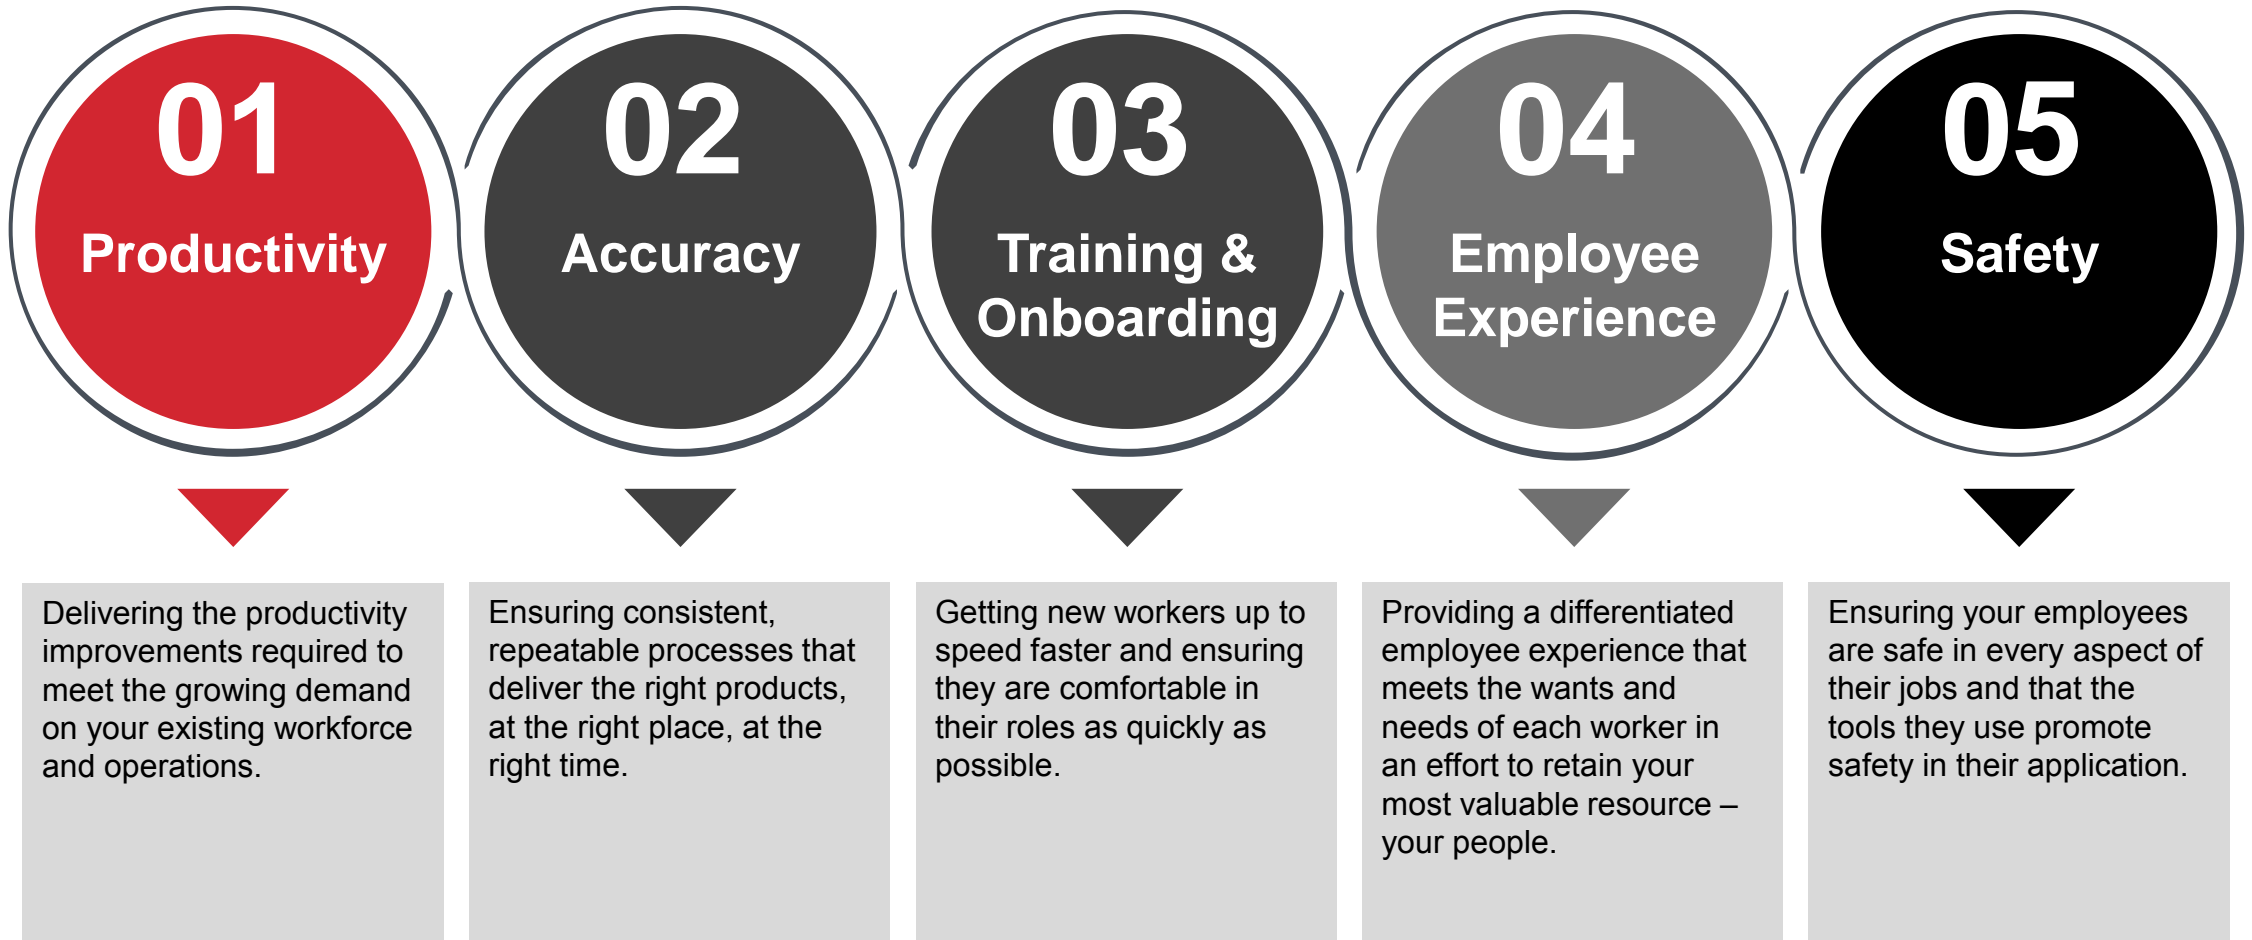 01
Productivity
Delivering the productivity
improvements required to
meet the growing demand
on your existing workforce
and operations.
02
Accuracy
Ensuring consistent,
repeatable processes that
deliver the right products,
at the right place, at the
right time.
03
Training &
Onboarding
Getting new workers up to
speed faster and ensuring
they are comfortable in
their roles as quickly as
possible.
04
Employee
Experience
Providing a differentiated
employee experience that
meets the wants and
needs of each worker in
an effort to retain your
most valuable resource –
your people.
05
Safety
Ensuring your employees
are safe in every aspect of
their jobs and that the
tools they use promote
safety in their application.